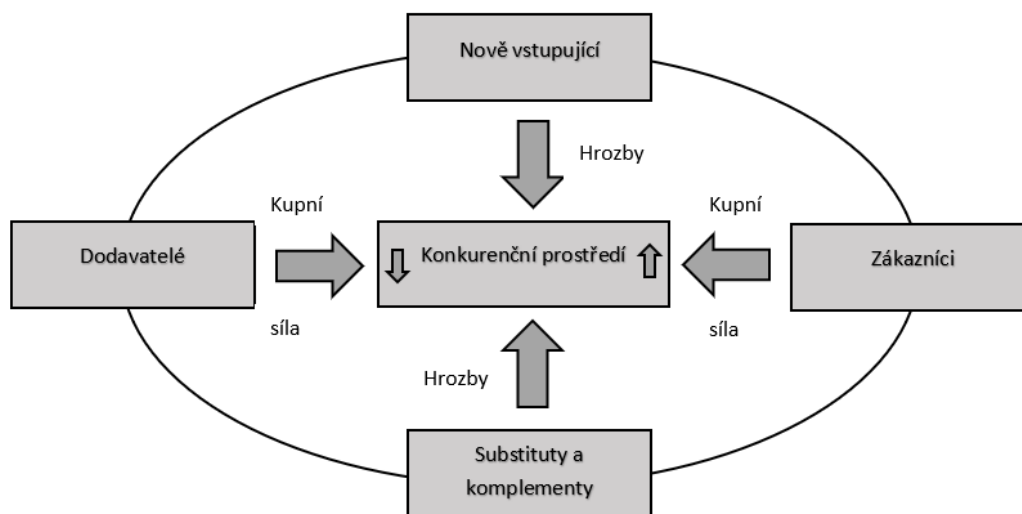 Nově vstupující
Hrozby
Kupní
Kupní
Dodavatelé
Konkurenční prostředí
Zákazníci
síla
síla
Hrozby
Substituty a
komplementy